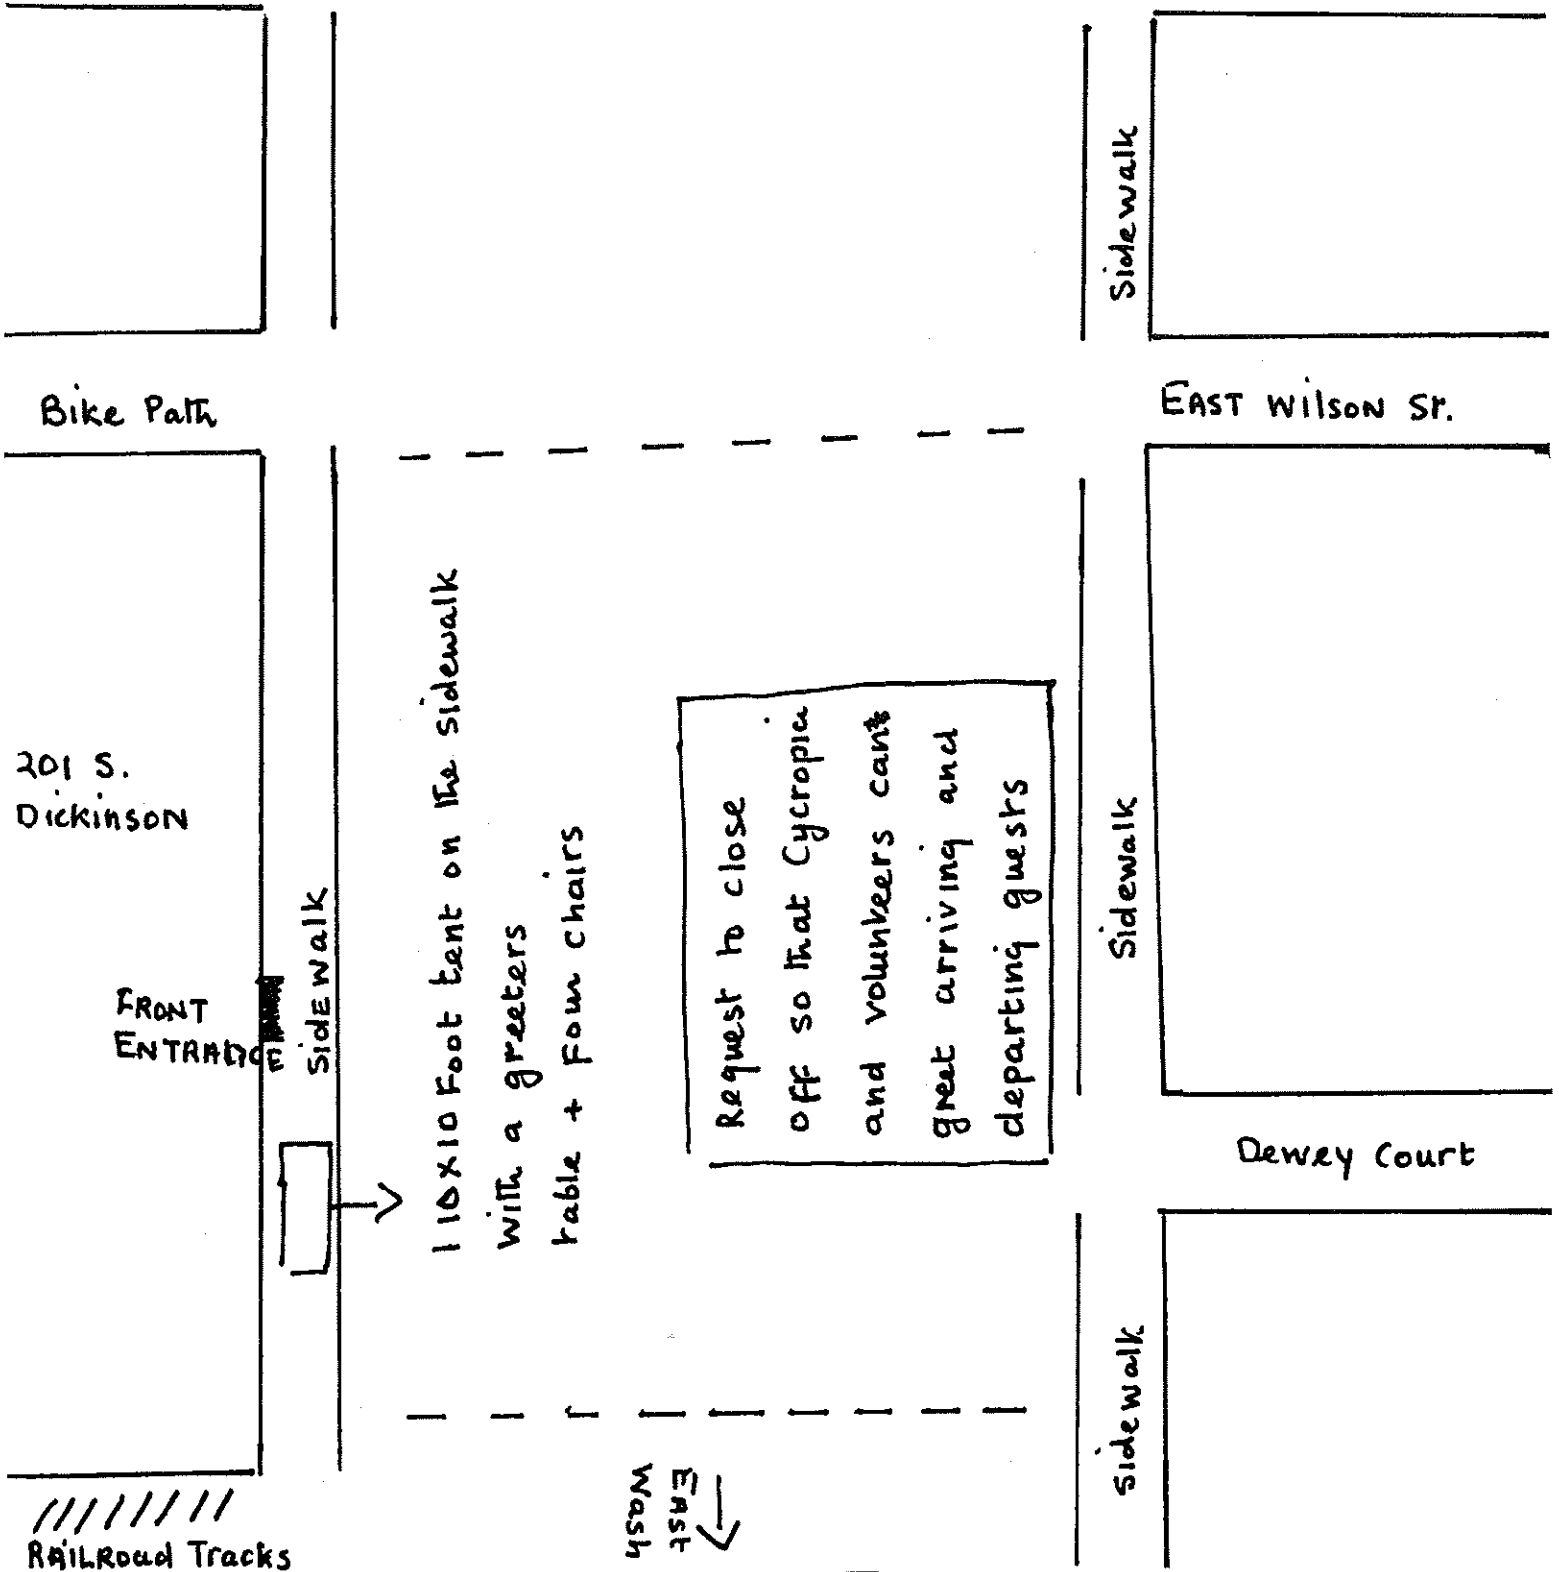 Sidewalk
Bike Path
EAST WilSON St.
201 S.
DickinsoN
FRONT
ENTRANCE
SidEWalK
1 10x10 Foot tent on the sidewalk
with a greeters
table + Four chairs
Request to close
off so that Cycropia
and volunteers can
greet arriving and
departing guests
Sidewalk
Dewey Court
Sidewalk
East
Wash
RAILRoad Tracks